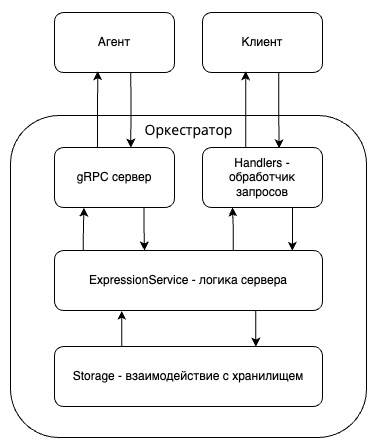 Агент
Клиент
Оркестратор
gRPC сервер
Handlers -
обработчик
запросов
ExpressionService - логика сервера
Storage - взаимодействие с хранилищем